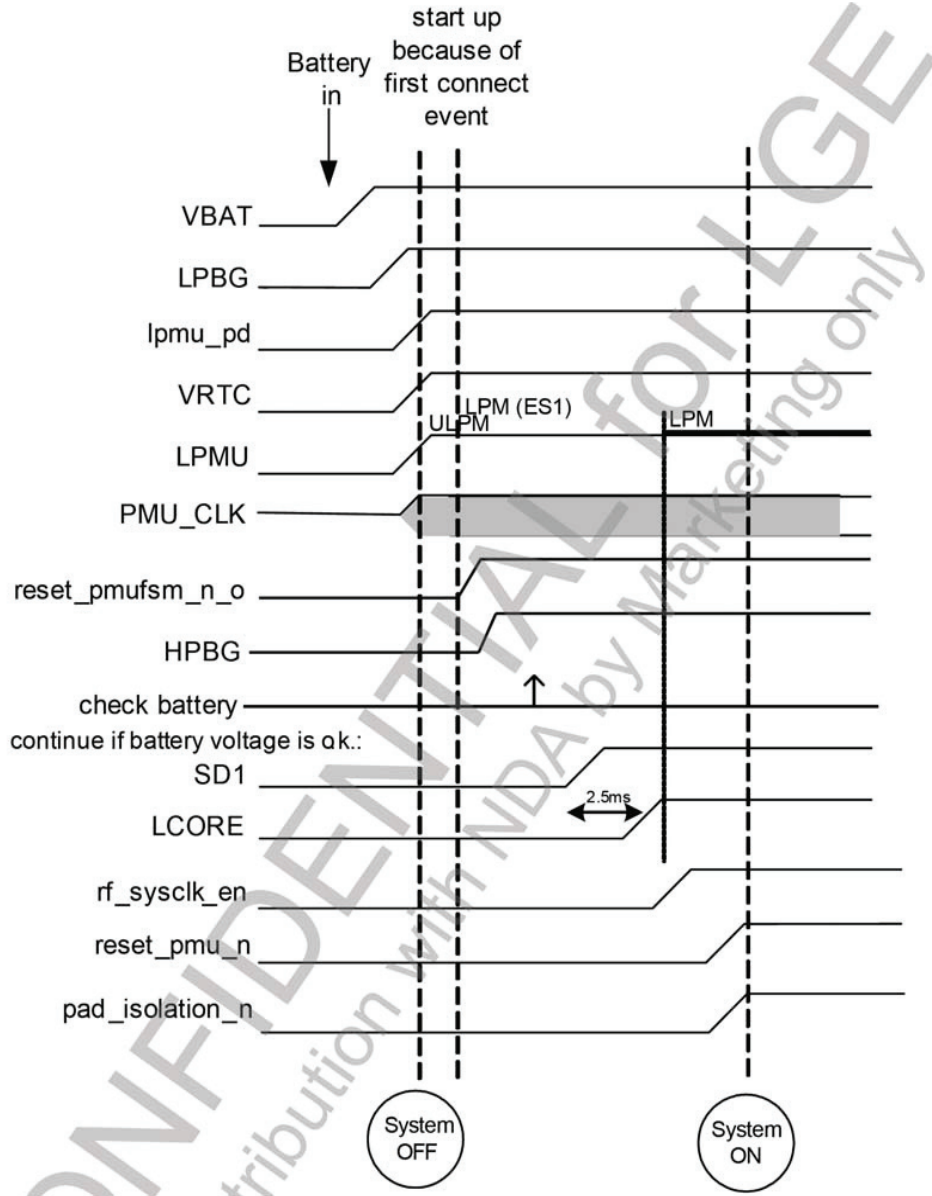 start up
because of
first connect
event
Battery
in
VBAT
LPBG
lpmu_pd
VRTC
LPM (ES1)
ULPM
LPM
LPMU
PMU_CLK
reset_pmufsm_n_o
HPBG
check battery
continue if battery voltage is ok.:
SD1
2.5ms
LCORE
rf_sysclk_en
reset_pmu_n
pad_isolation_n
System
OFF
System
ON
ONFIDENTIAL for LGE
tribution with NDA by Marketing only